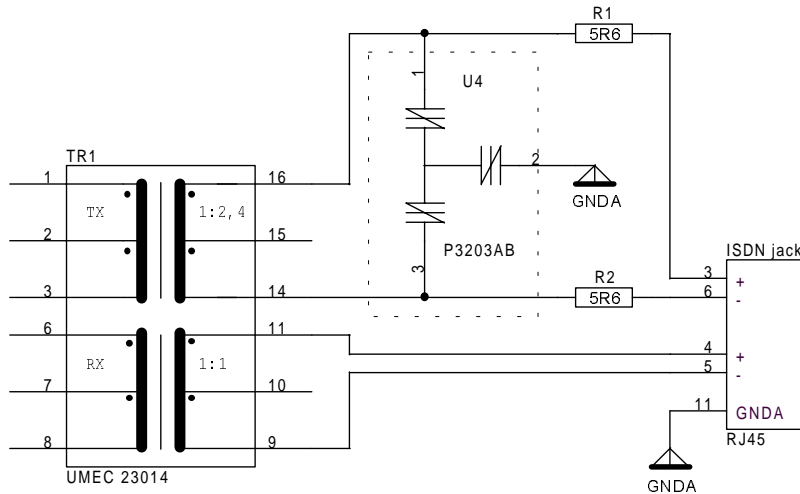 R1
5R6
1
U4
TR1
1
16
2
GNDA
TX
1:2,4
2
15
P3203AB
ISDN jack
3
R2
3
+
3
14
5R6
6
-
6
11
4
+
RX
1:1
5
-
7
10
11
GNDA
8
9
RJ45
UMEC 23014
GNDA